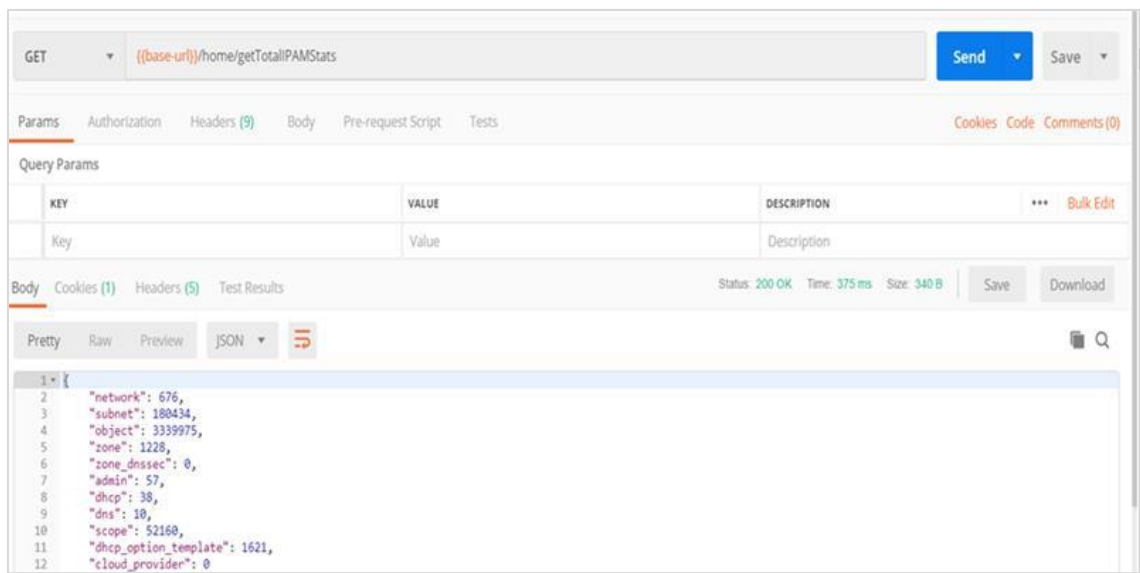 GET {{base-url}}/home/getTotalIPAMStats Send Save
Params Authorization Headers (9) Body Pre-request Script Tests Cookies Code Comments (0)
Query Params
KEY VALUE DESCRIPTION ••• Bulk Edit
Key Value Description
Body Cookies (1) Headers (5) Test Results Status: 200 OK Time: 375 ms Size: 340 B Save Download
Pretty Raw Preview JSON
1 {
2 "network": 676,
3 "subnet": 180434,
4 "object": 3339975,
5 "zone": 1228,
6 "zone_dnssec": 0,
7 "admin": 57,
8 "dhcp": 38,
9 "dns": 10,
10 "scope": 52160,
11 "dhcp_option_template": 1621,
12 "cloud_provider": 0